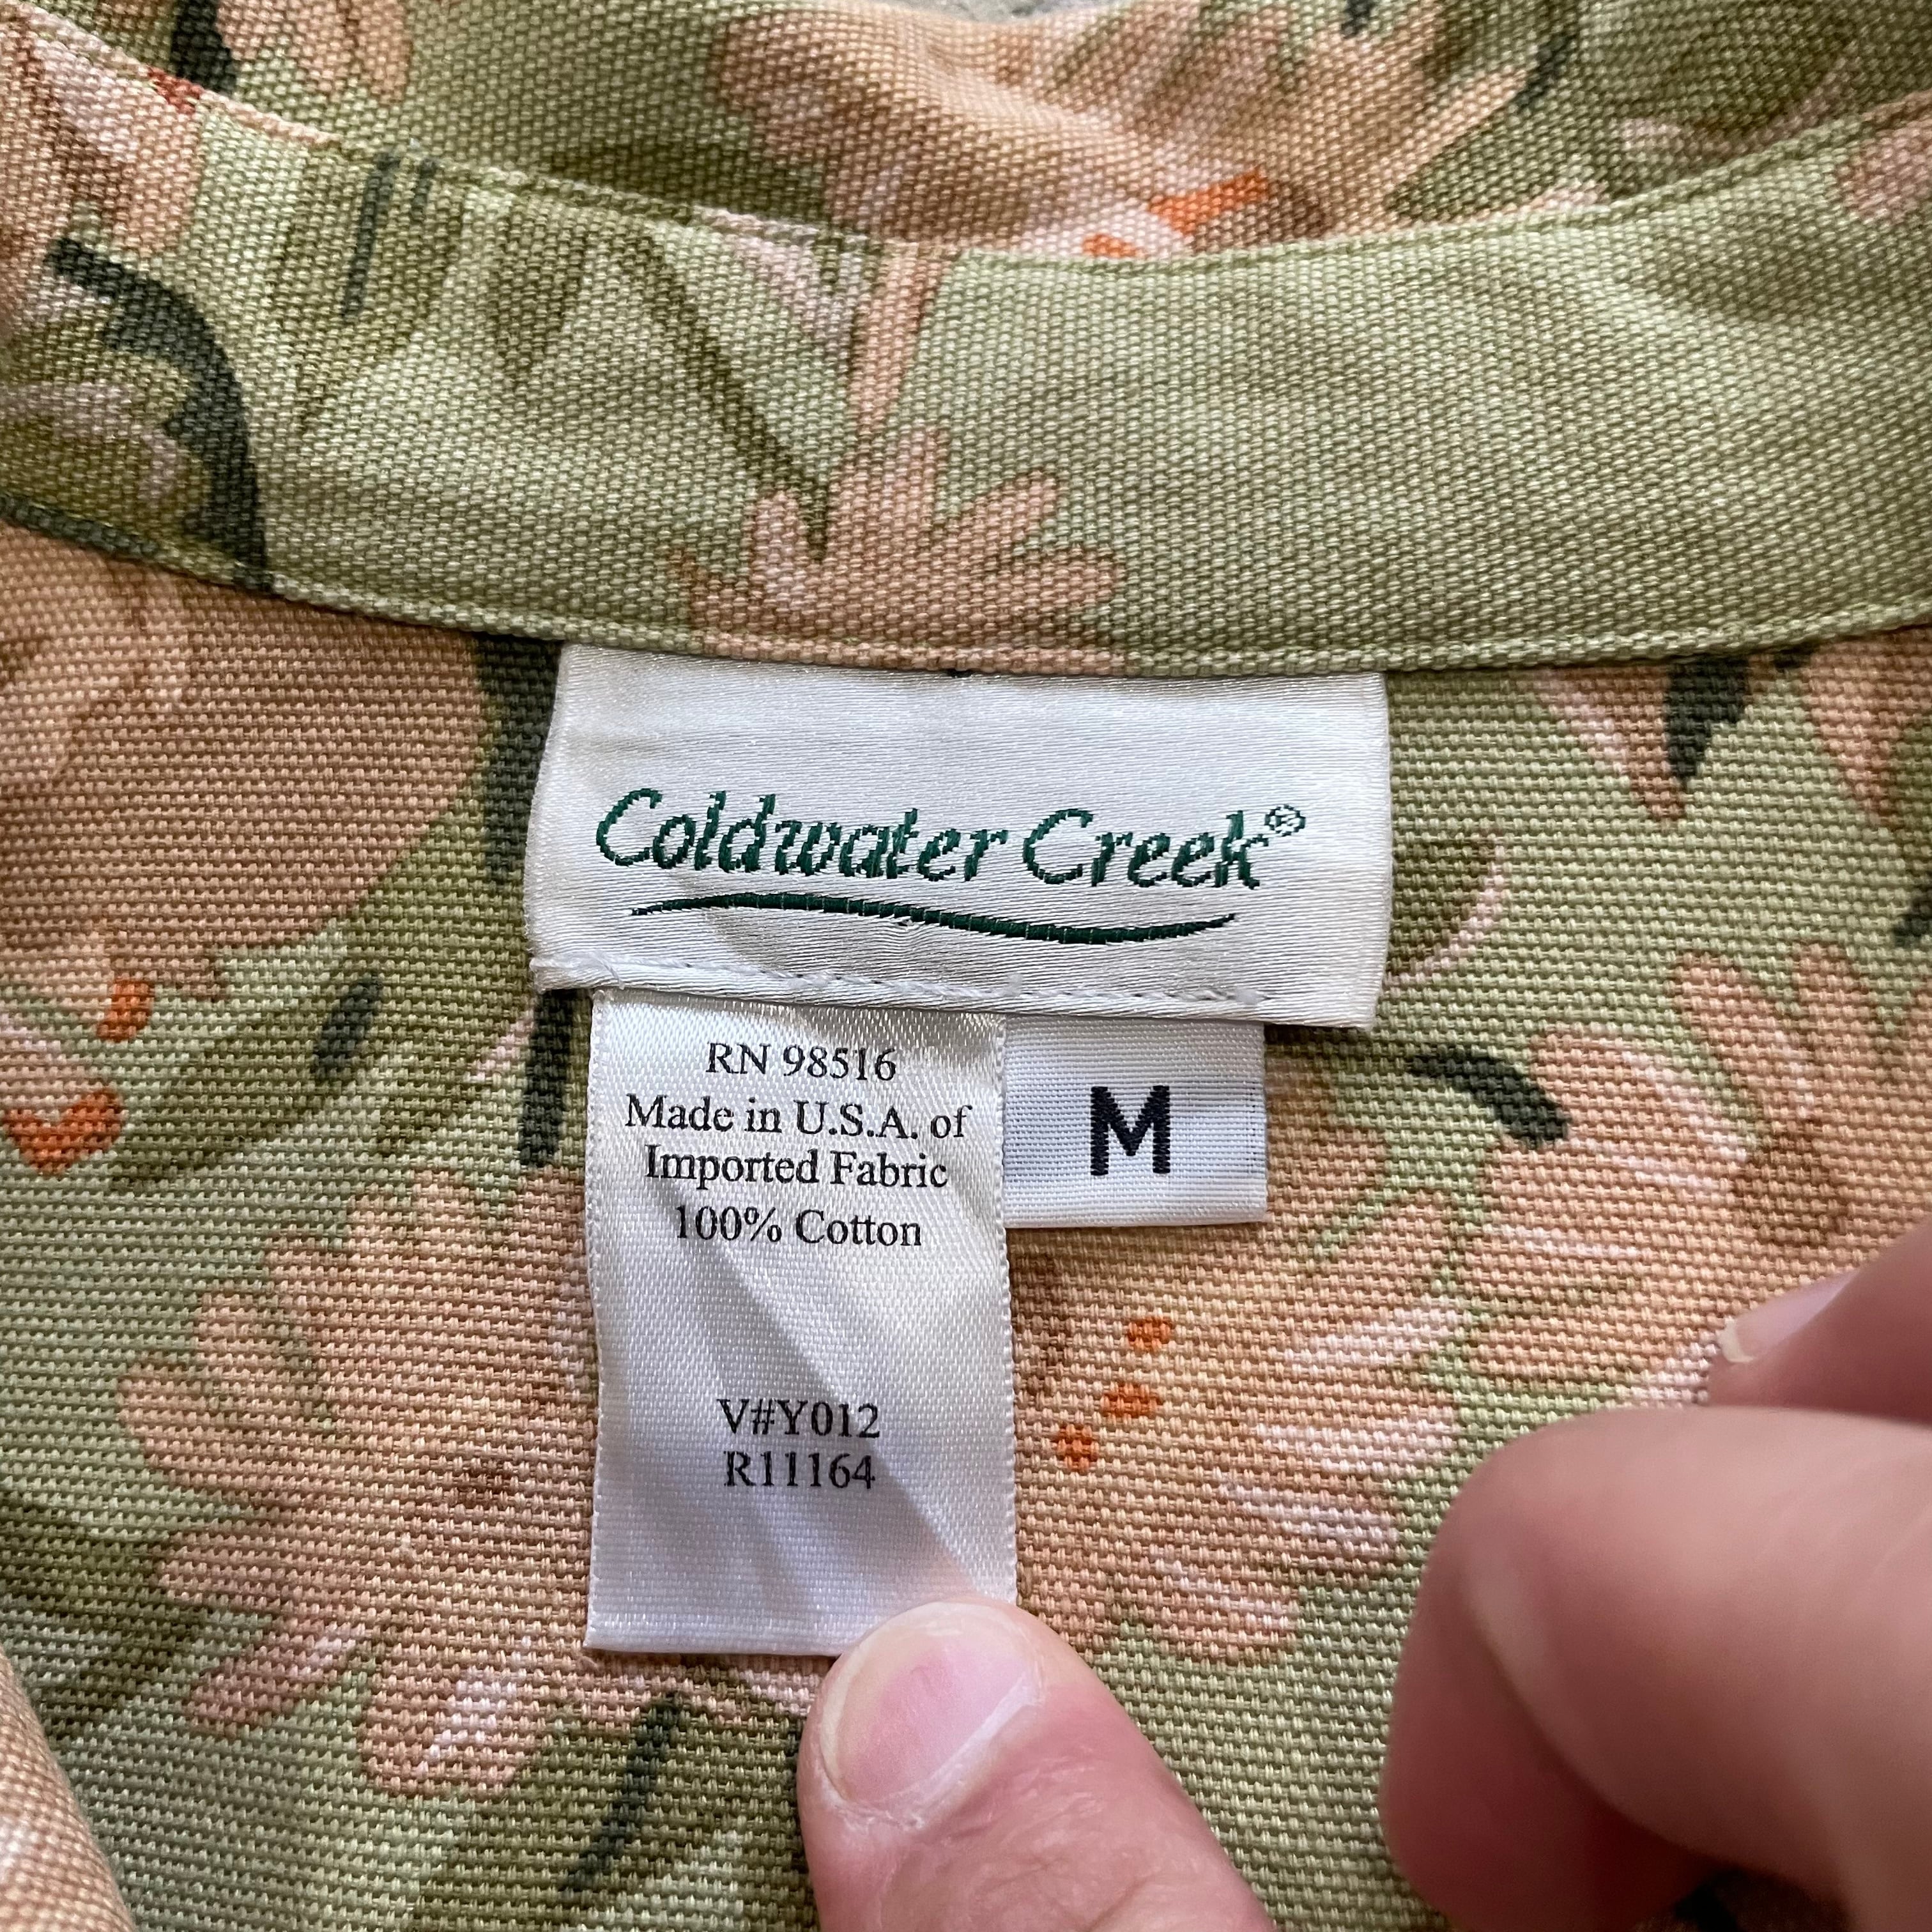 Coldwater Creek®
RN 98516
Made in U.S.A. of
Imported Fabric
100% Cotton
M
V#Y012
R11164